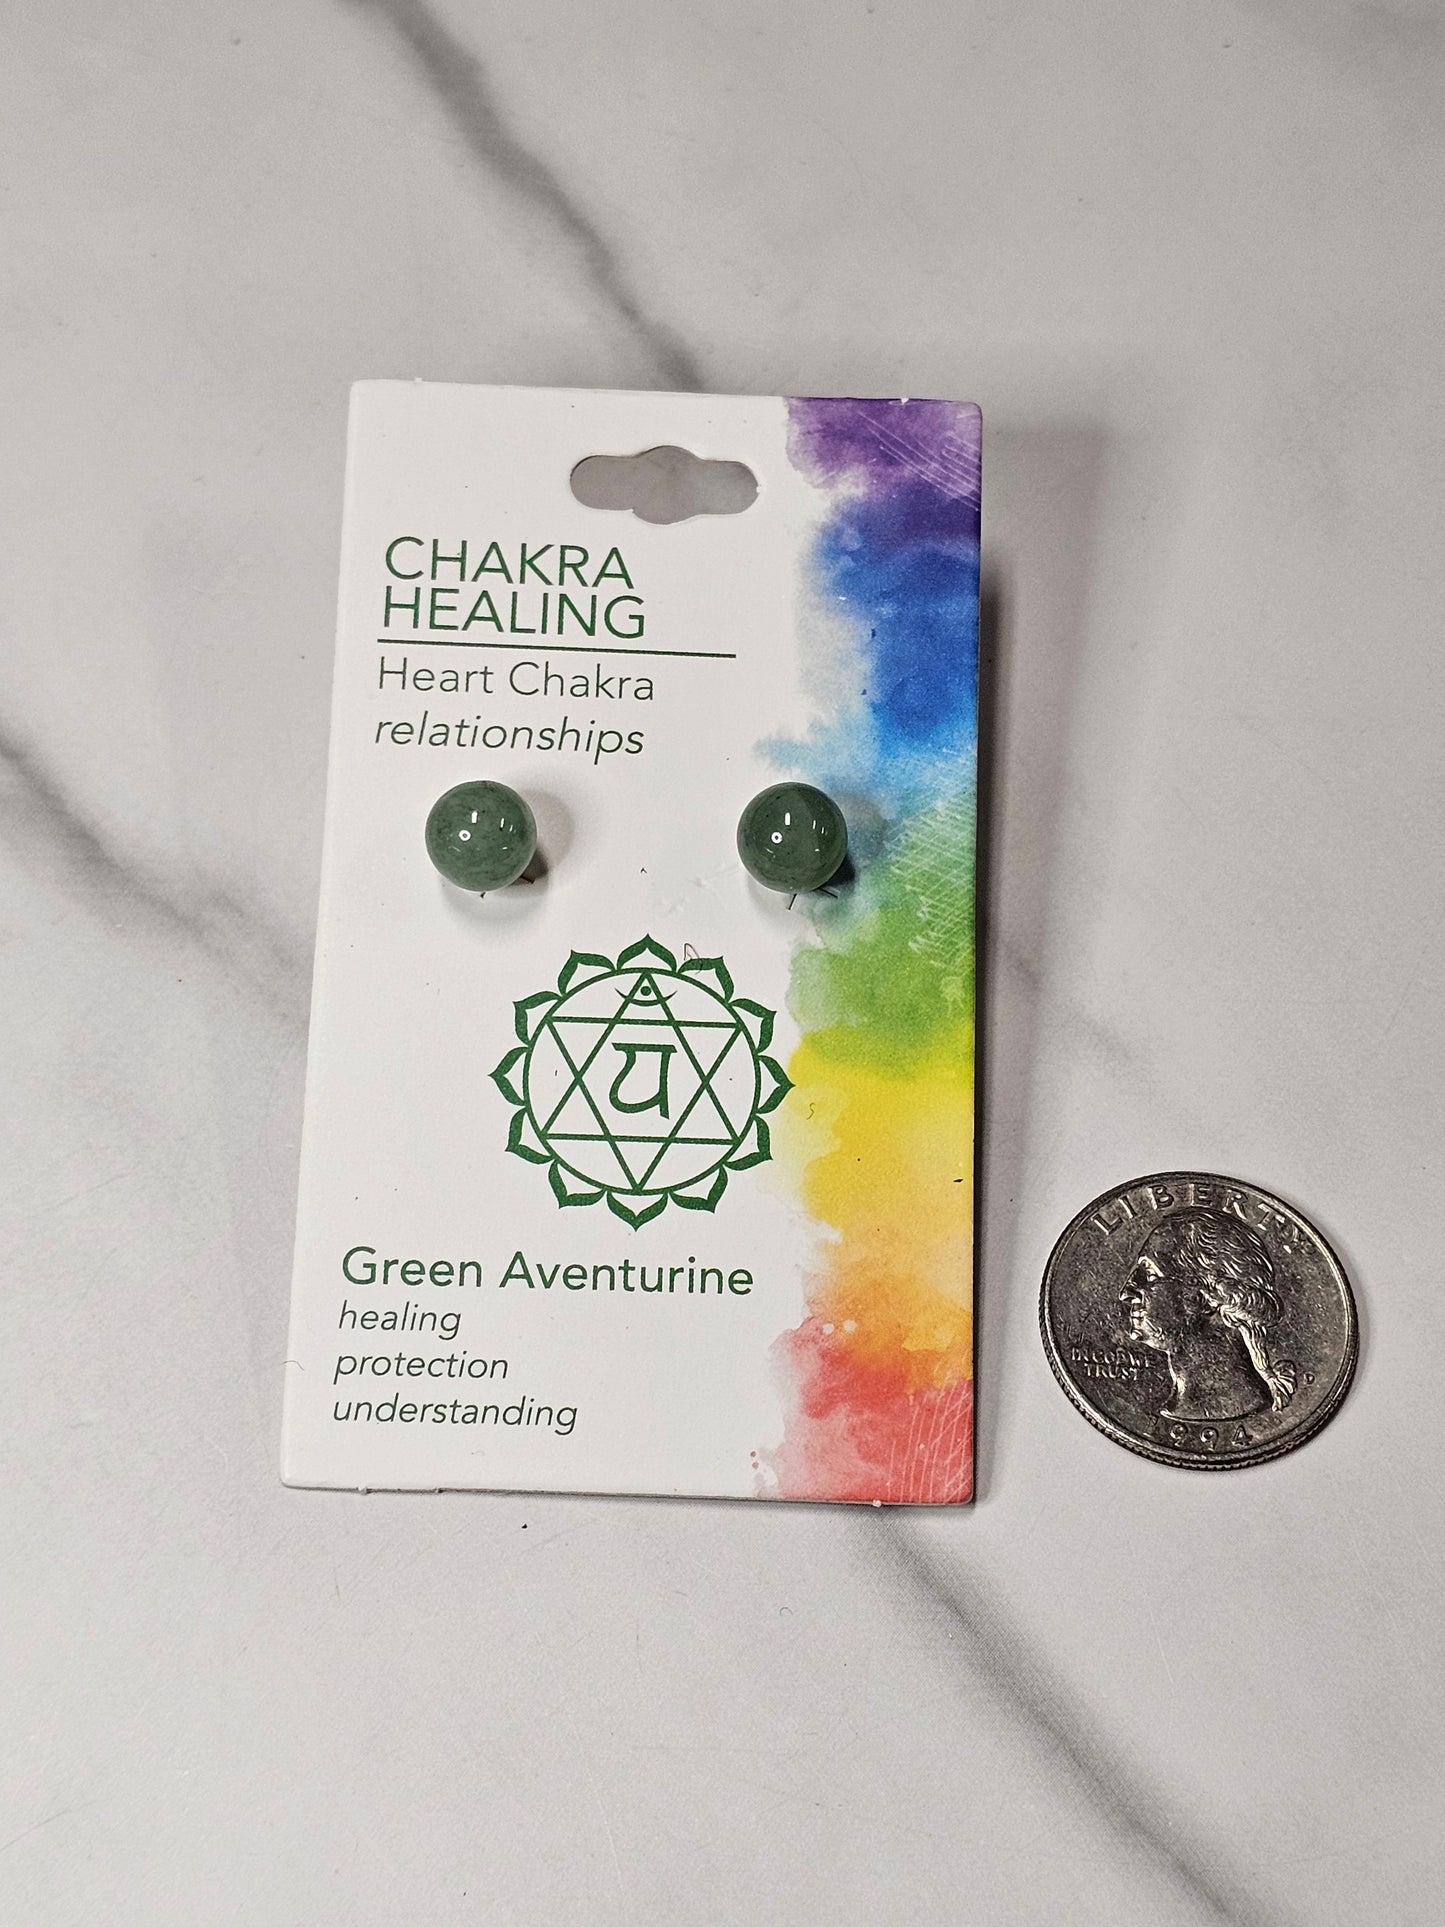 CHAKRA
HEALING
Heart Chakra
relationships
य
Green Aventurine
healing
protection
understanding
LIBERTY
IN GOD WE
TRUST
D
1994